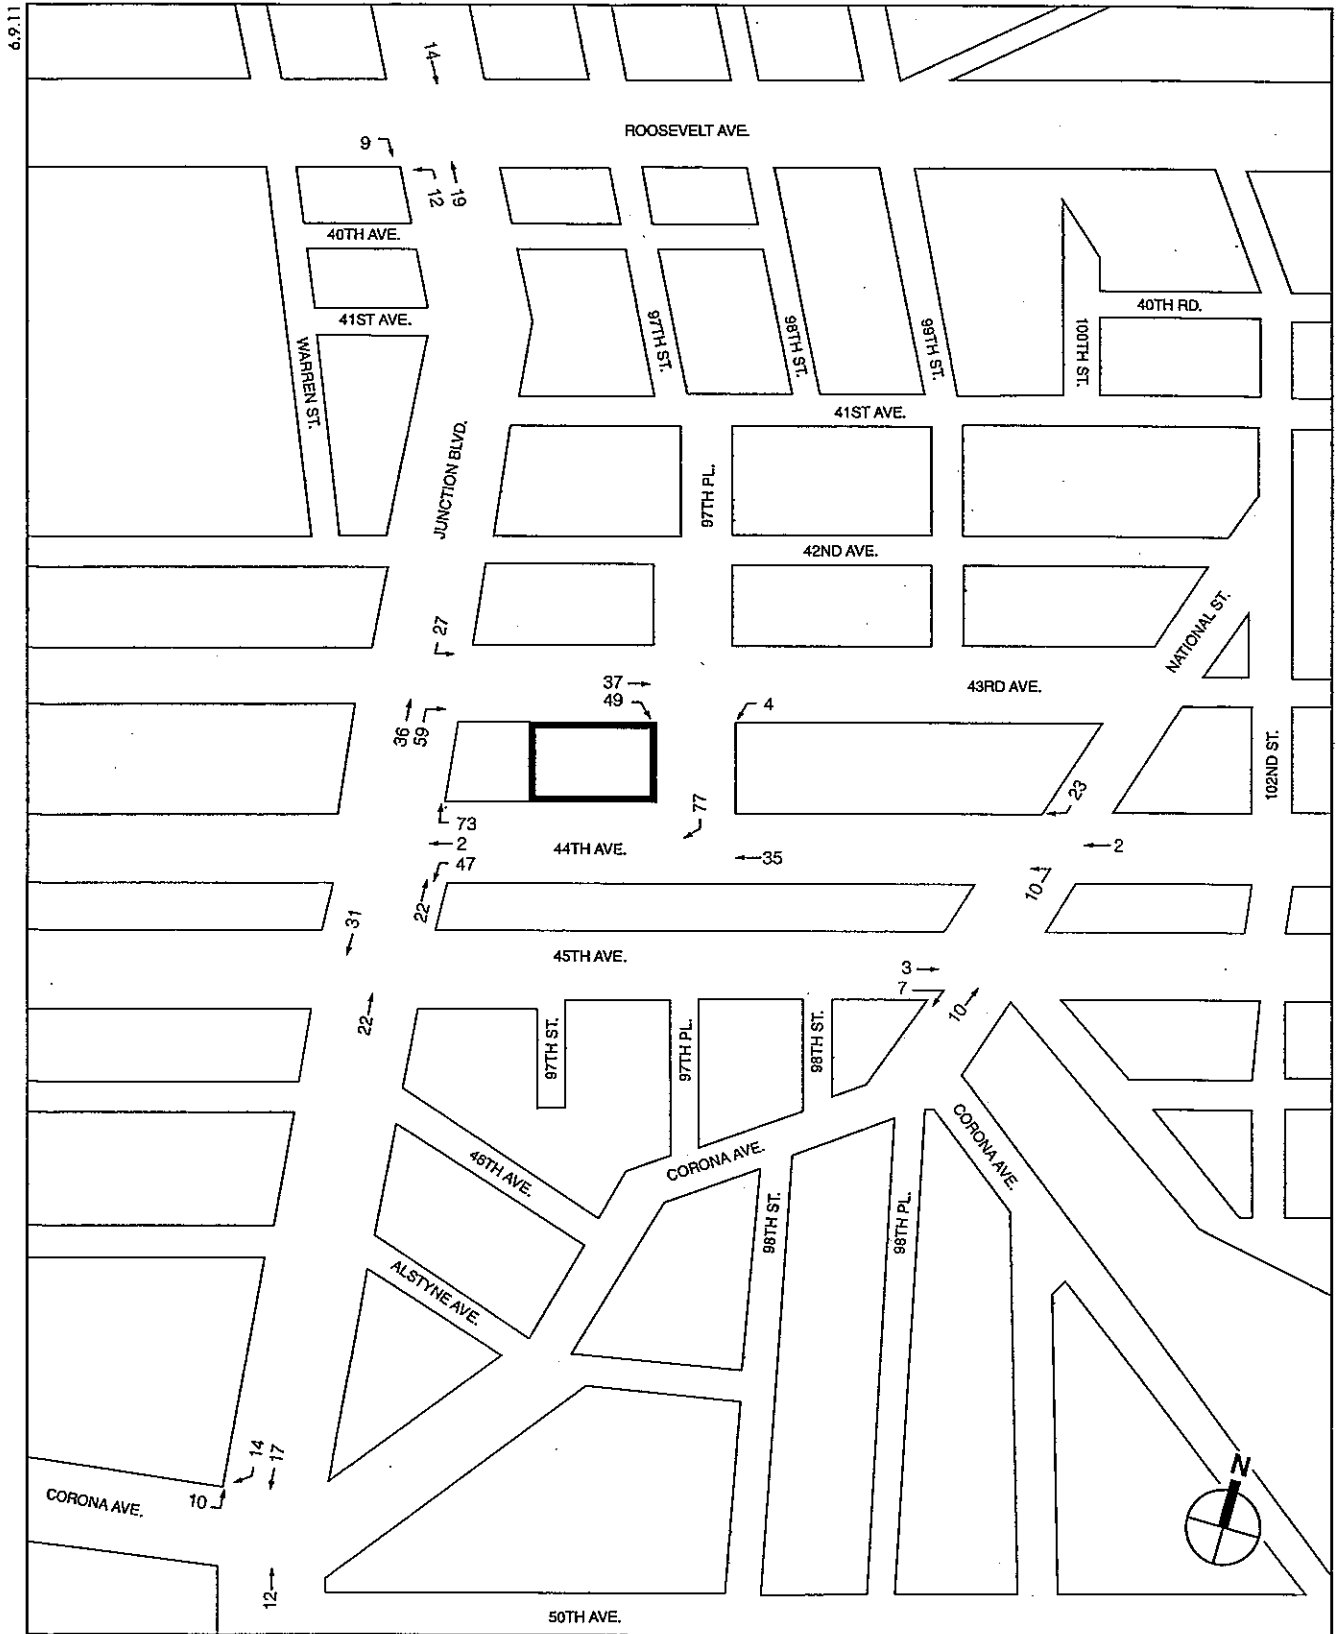 6.9.11
14
ROOSEVELT AVE.
9
12
19
40TH AVE.
40TH RD.
41ST AVE.
97TH ST.
98TH ST.
99TH ST.
100TH ST.
WARREN ST.
41ST AVE.
JUNCTION BLVD.
97TH PL.
42ND AVE.
NATIONAL ST.
27
37
43RD AVE.
49
4
36
59
102ND ST.
23
77
73
2
44TH AVE.
35
2
47
10
22
31
45TH AVE.
3
7
10
22
97TH ST.
97TH PL.
98TH ST.
CORONA AVE.
46TH AVE.
CORONA AVE.
98TH ST.
98TH PL.
ALSTYNE AVE.
14
17
N
CORONA AVE.
10
12
50TH AVE.